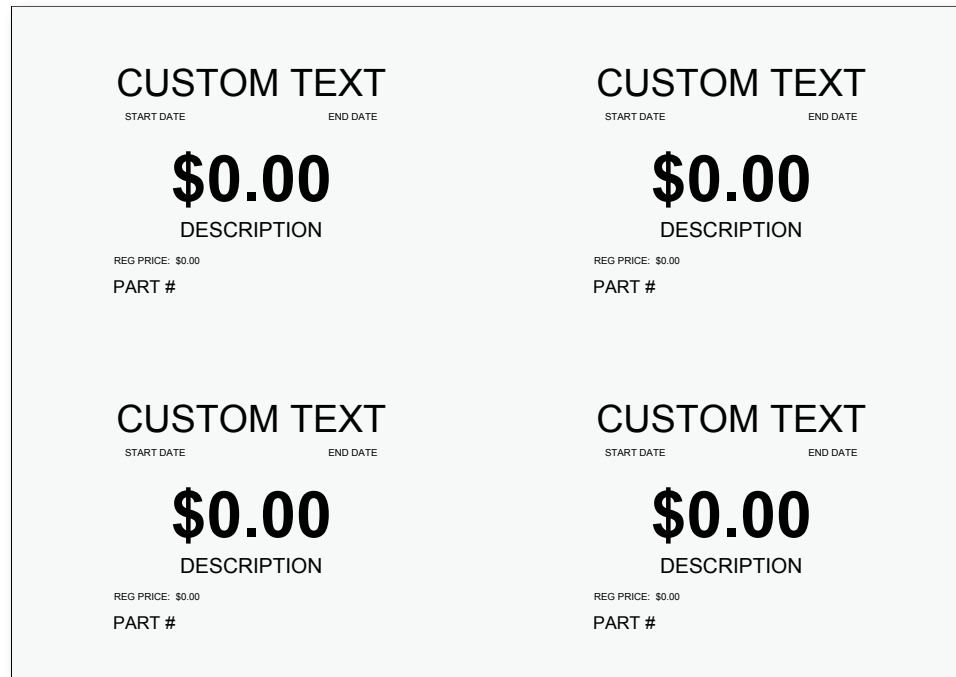 CUSTOM TEXT
START DATE END DATE
$0.00
DESCRIPTION
REG PRICE: $0.00
PART #
CUSTOM TEXT
START DATE END DATE
$0.00
DESCRIPTION
REG PRICE: $0.00
PART #
CUSTOM TEXT
START DATE END DATE
$0.00
DESCRIPTION
REG PRICE: $0.00
PART #
CUSTOM TEXT
START DATE END DATE
$0.00
DESCRIPTION
REG PRICE: $0.00
PART #